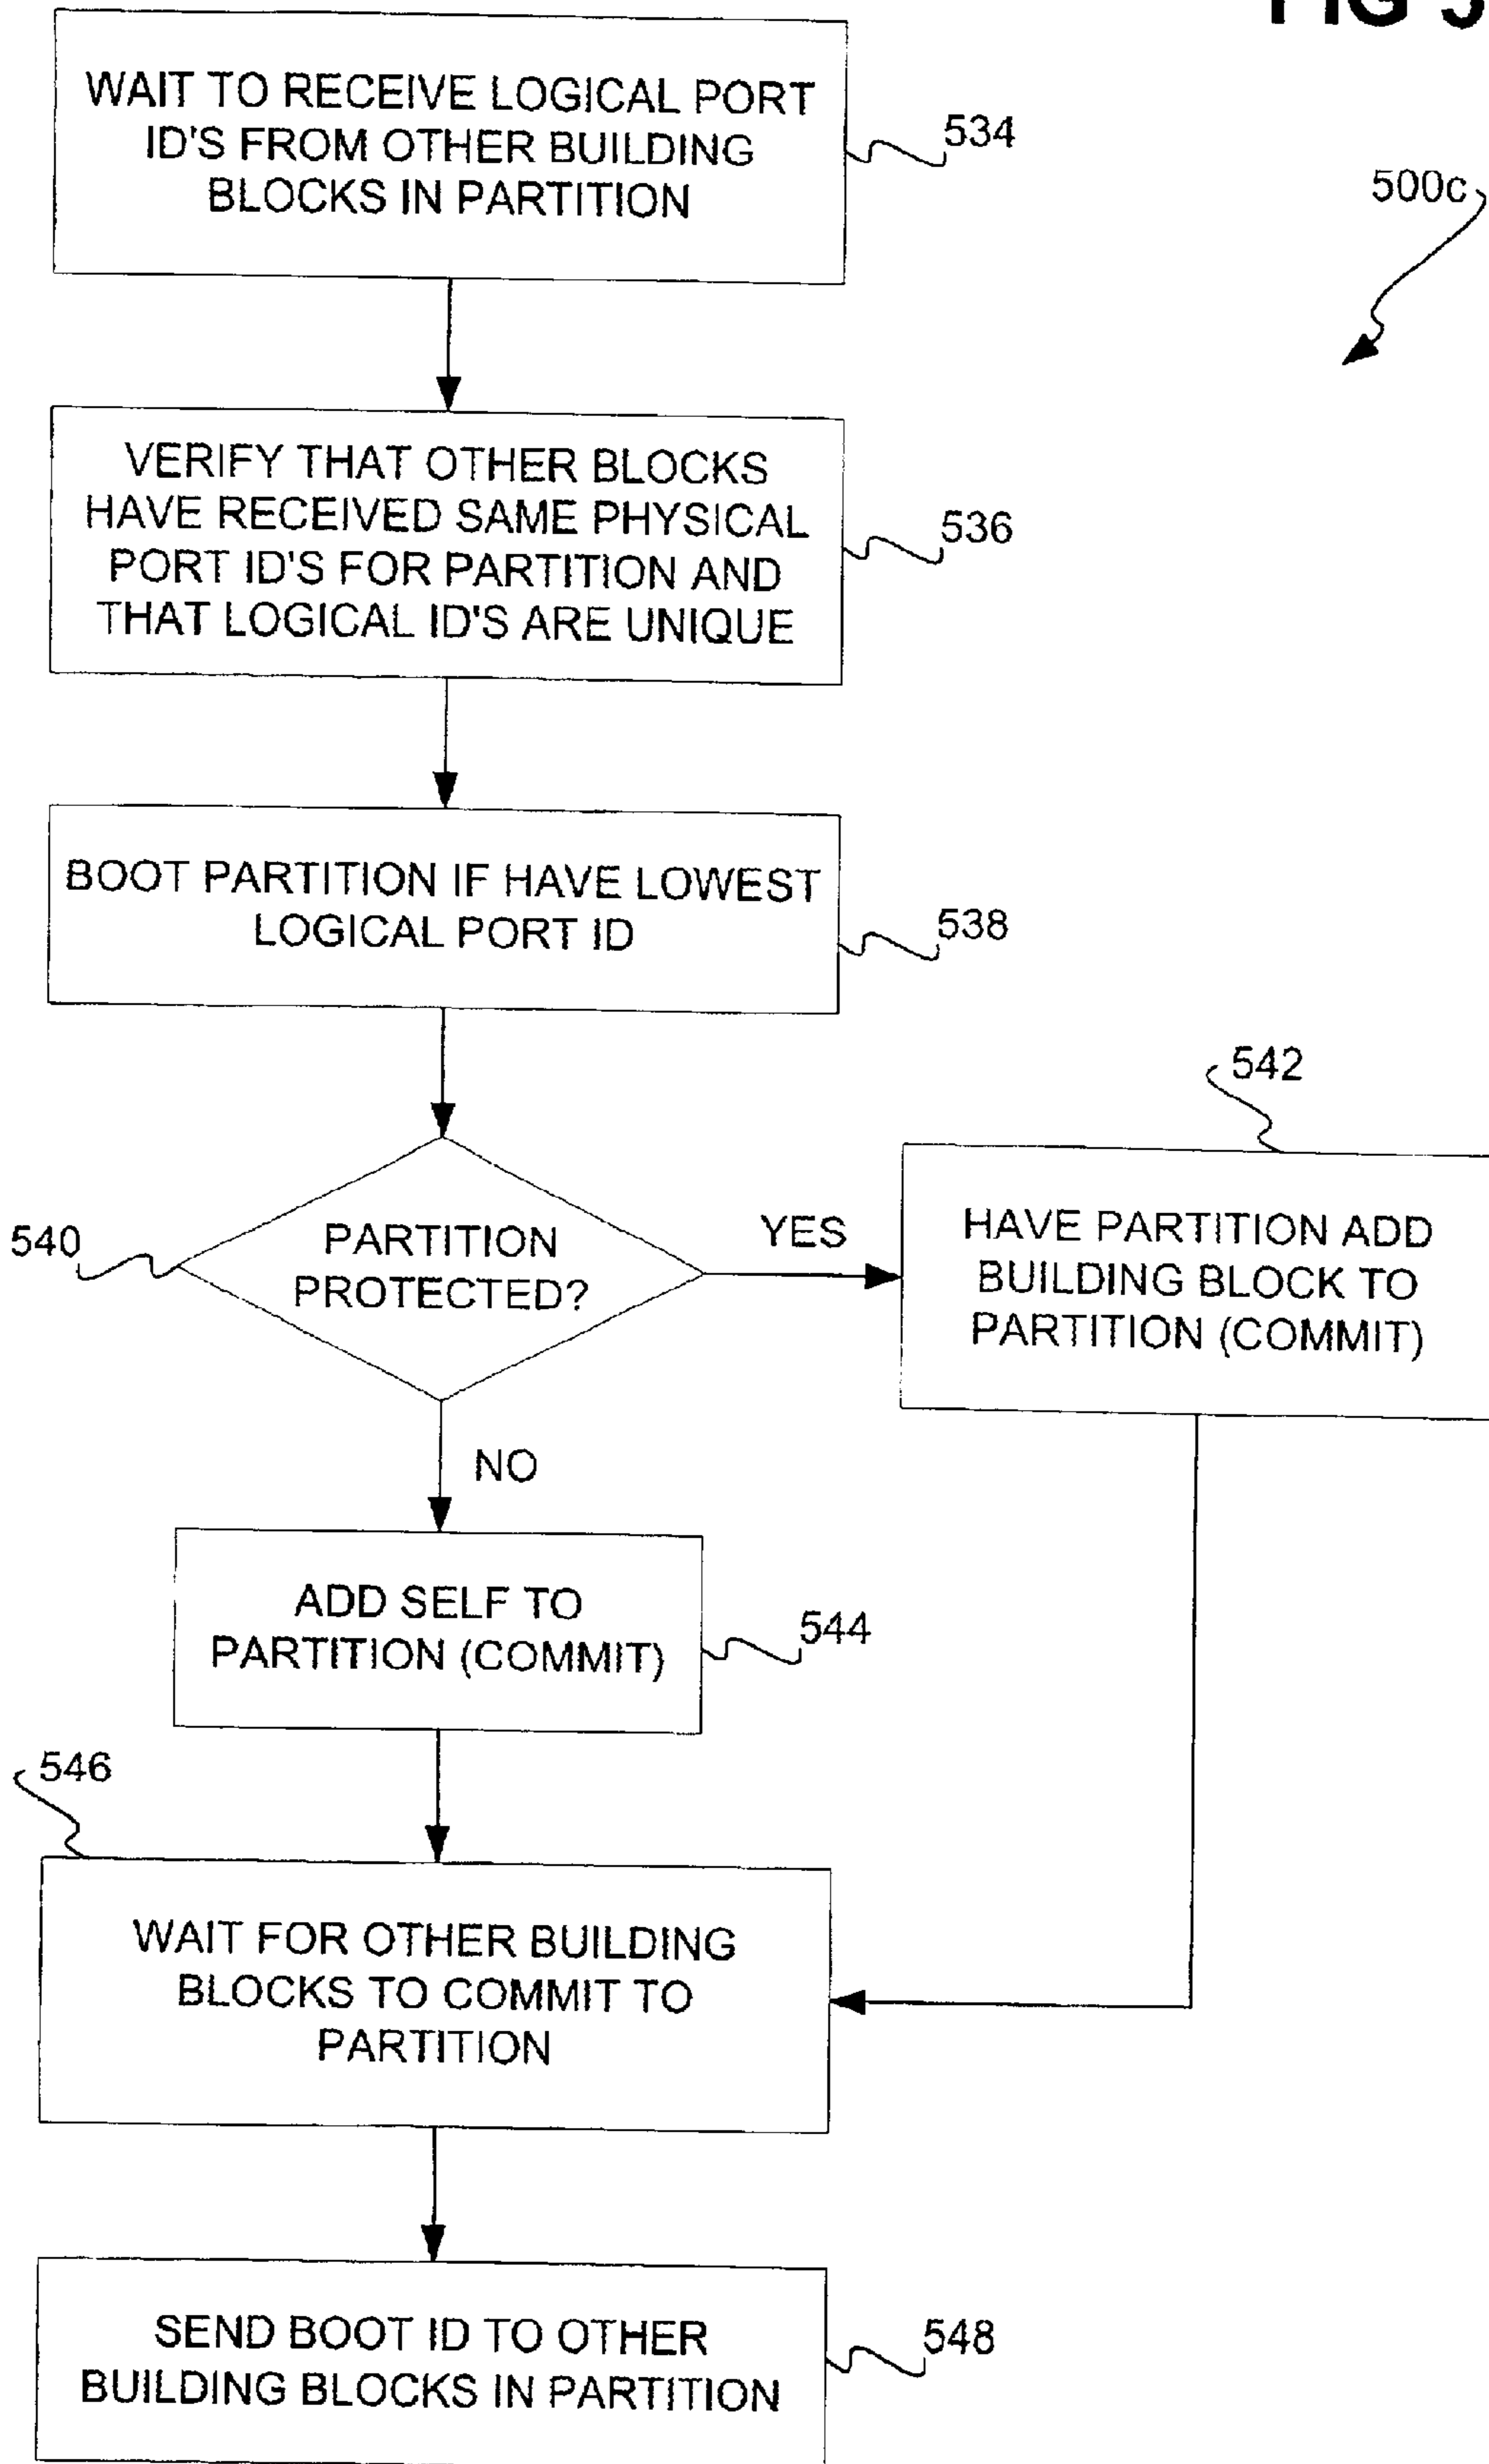 FIG 5
WAIT TO RECEIVE LOGICAL PORT
ID'S FROM OTHER BUILDING
BLOCKS IN PARTITION
534
500c
VERIFY THAT OTHER BLOCKS
HAVE RECEIVED SAME PHYSICAL
PORT ID'S FOR PARTITION AND
THAT LOGICAL ID'S ARE UNIQUE
536
BOOT PARTITION IF HAVE LOWEST
LOGICAL PORT ID
538
540
PARTITION
PROTECTED?
YES
542
HAVE PARTITION ADD
BUILDING BLOCK TO
PARTITION (COMMIT)
NO
ADD SELF TO
PARTITION (COMMIT)
544
546
WAIT FOR OTHER BUILDING
BLOCKS TO COMMIT TO
PARTITION
SEND BOOT ID TO OTHER
BUILDING BLOCKS IN PARTITION
548